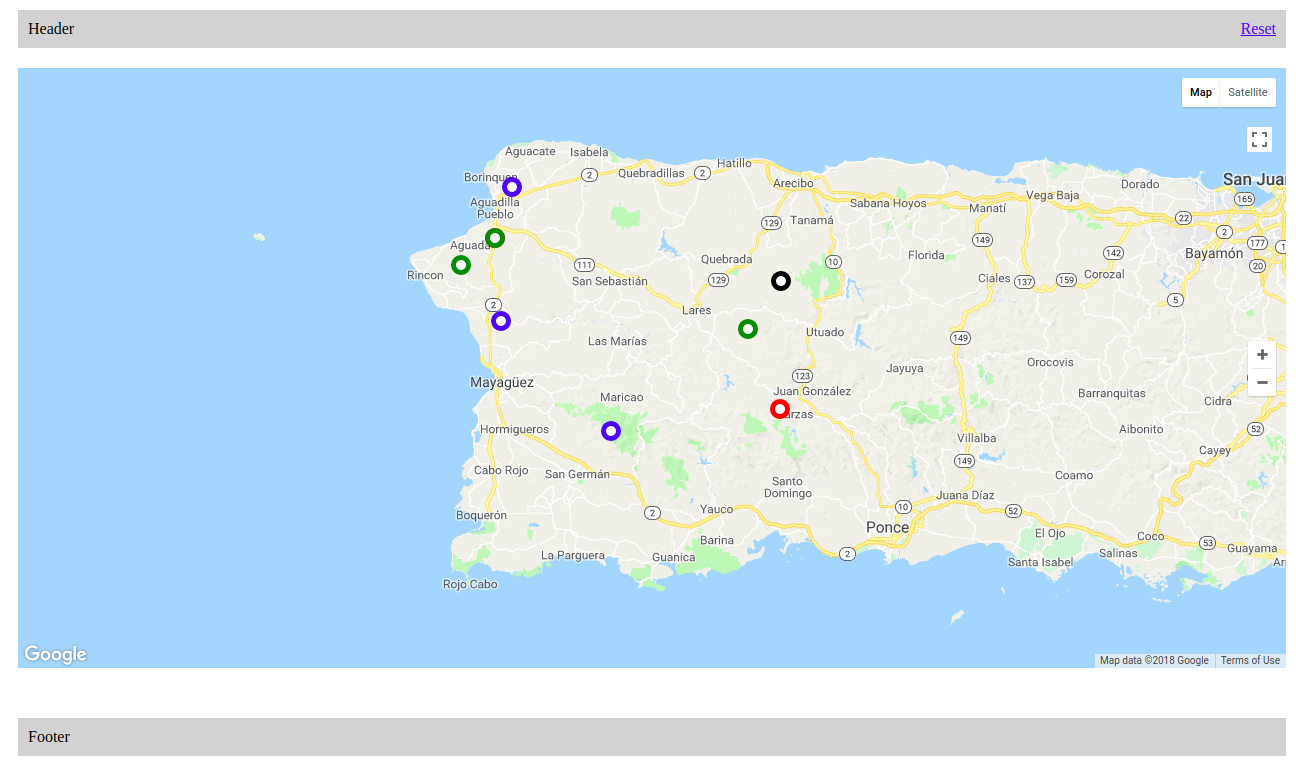 Header
Reset
Map
Satellite
Aguacate
Isabela
2
Quebradillas
2
Hatillo
Borinquen
Arecibo
Dorado
San Juan
Vega Baja
165
Aguadilla
Pueblo
Sabana Hoyos
Manatí
22
129
Tanamá
2
Aguada
149
177
1
Florida
142
Bayamón
Quebrada
10
111
20
Rincon
San Sebastián
129
Ciales
137
159
Corozal
2
5
Lares
Utuado
149
Las Marías
Jayuya
Orocovis
Mayagüez
123
Juan González
Barranquitas
Maricao
Cidra
arzas
Hormigueros
Villalba
Aibonito
52
Cayey
149
Cabo Rojo
San Germán
Coamo
Santo
Domingo
Juana Díaz
Boquerón
2
Yauco
10
52
Ponce
El Ojo
Coco
Barina
53
La Parguera
Guanica
2
Salinas
Guayama
Santa Isabel
Arr
Rojo Cabo
Google
Map data ©2018 Google
Terms of Use
Footer